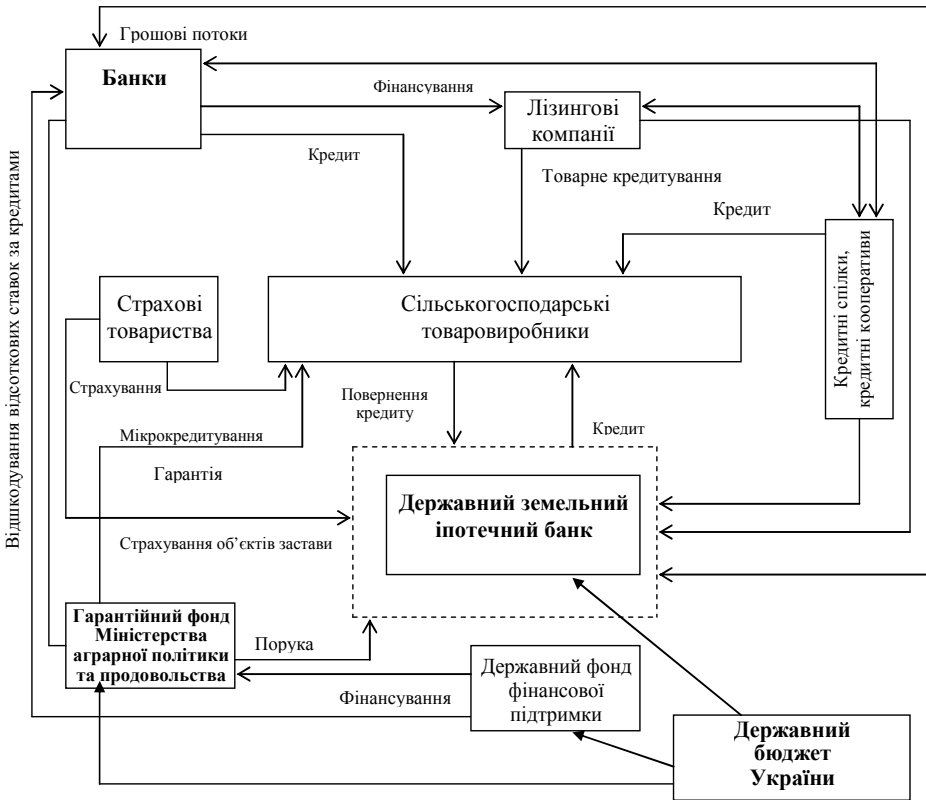 Грошові потоки
Банки
Фінансування
Лізингові
компанії
Кредит
Товарне кредитування
Кредит
Відшкодування відсоткових ставок за кредитами
Кредитні спілки,
кредитні кооперативи
Страхові
товариства
Сільськогосподарські
товаровиробники
Страхування
Повернення
кредиту
Кредит
Мікрокредитування
Гарантія
Державний земельний
іпотечний банк
Страхування об’єктів застави
Гарантійний фонд
Міністерства
аграрної політики
та продовольства
Порука
Державний фонд
фінансової
підтримки
Фінансування
Державний
бюджет
України